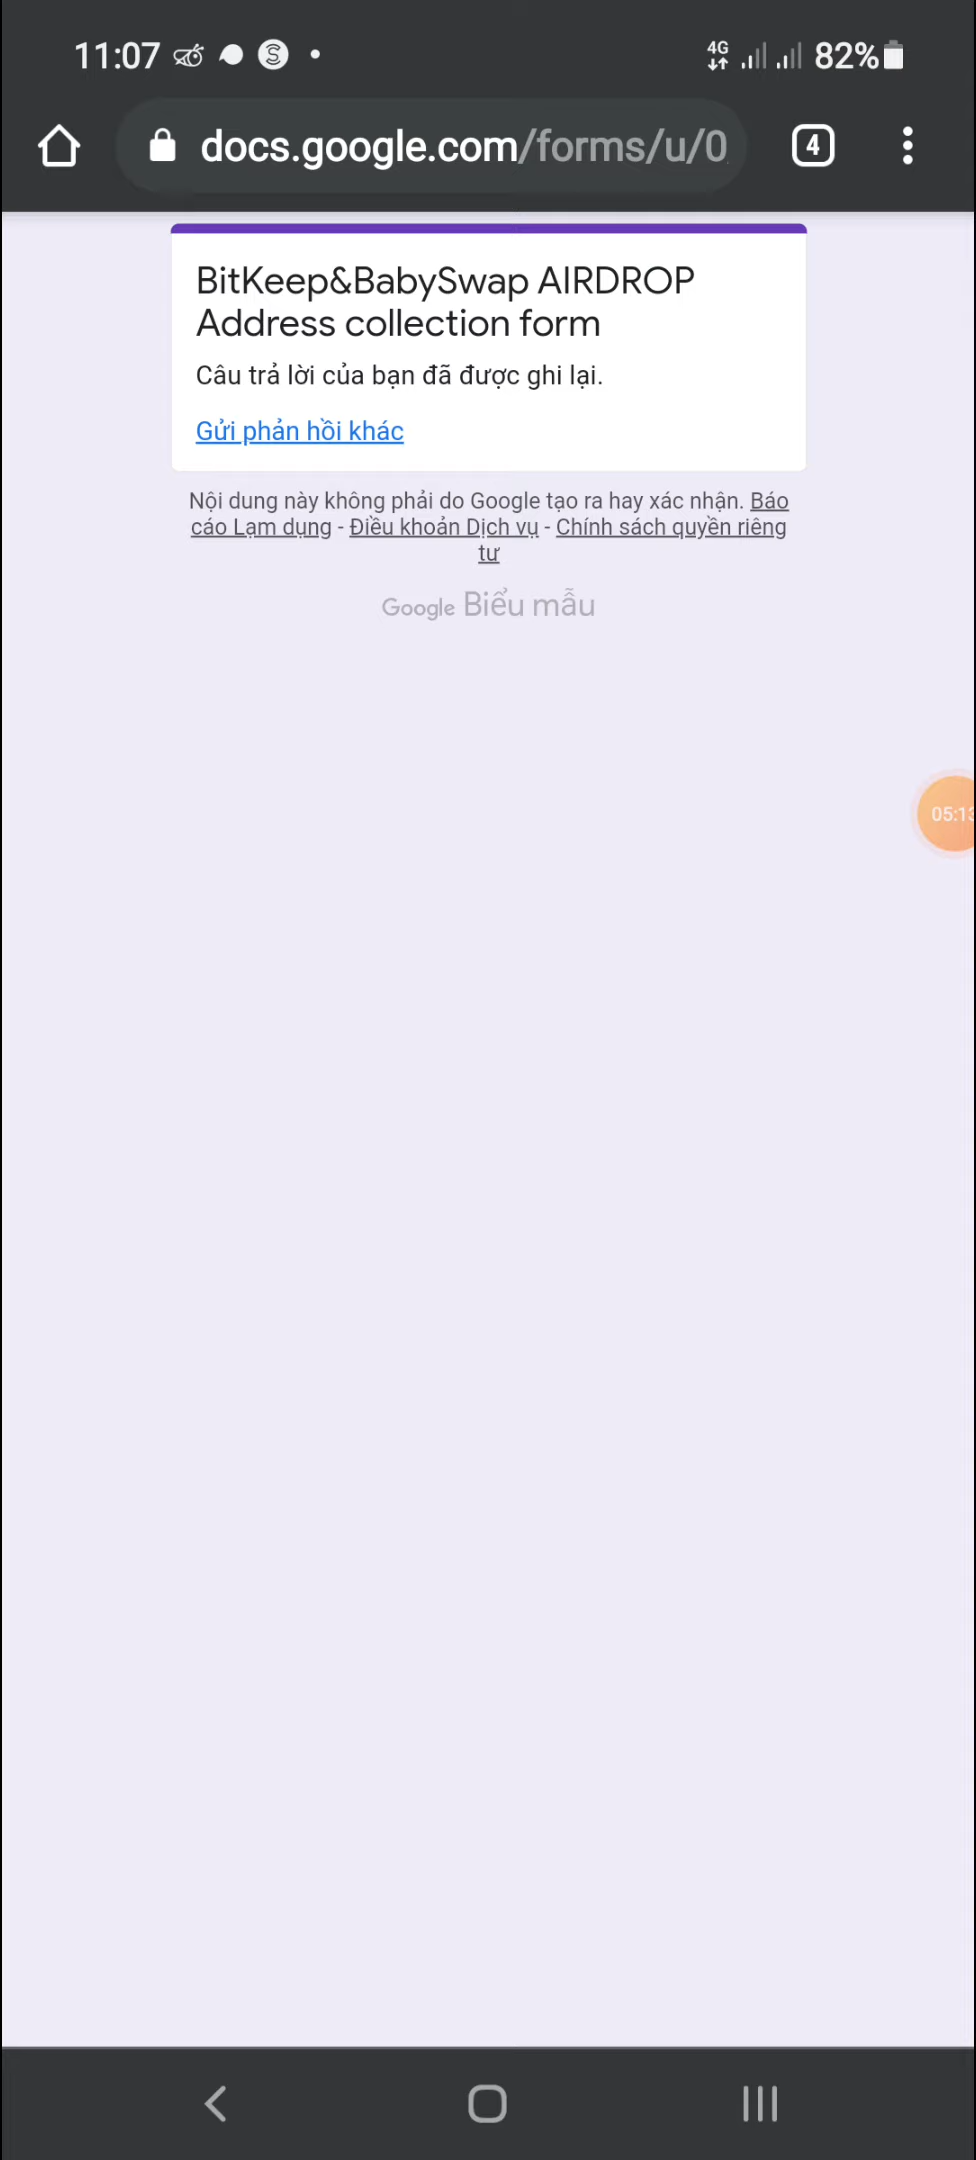 11:07
4G
82%
docs.google.com/forms/u/0
4
BitKeep&BabySwap AIRDROP
Address collection form
Câu trả lời của bạn đã được ghi lại.
Gửi phản hồi khác
Nội dung này không phải do Google tạo ra hay xác nhận. Báo
cáo Lạm dụng - Điều khoản Dịch vụ - Chính sách quyền riêng
tư
Google Biểu mẫu
05:13